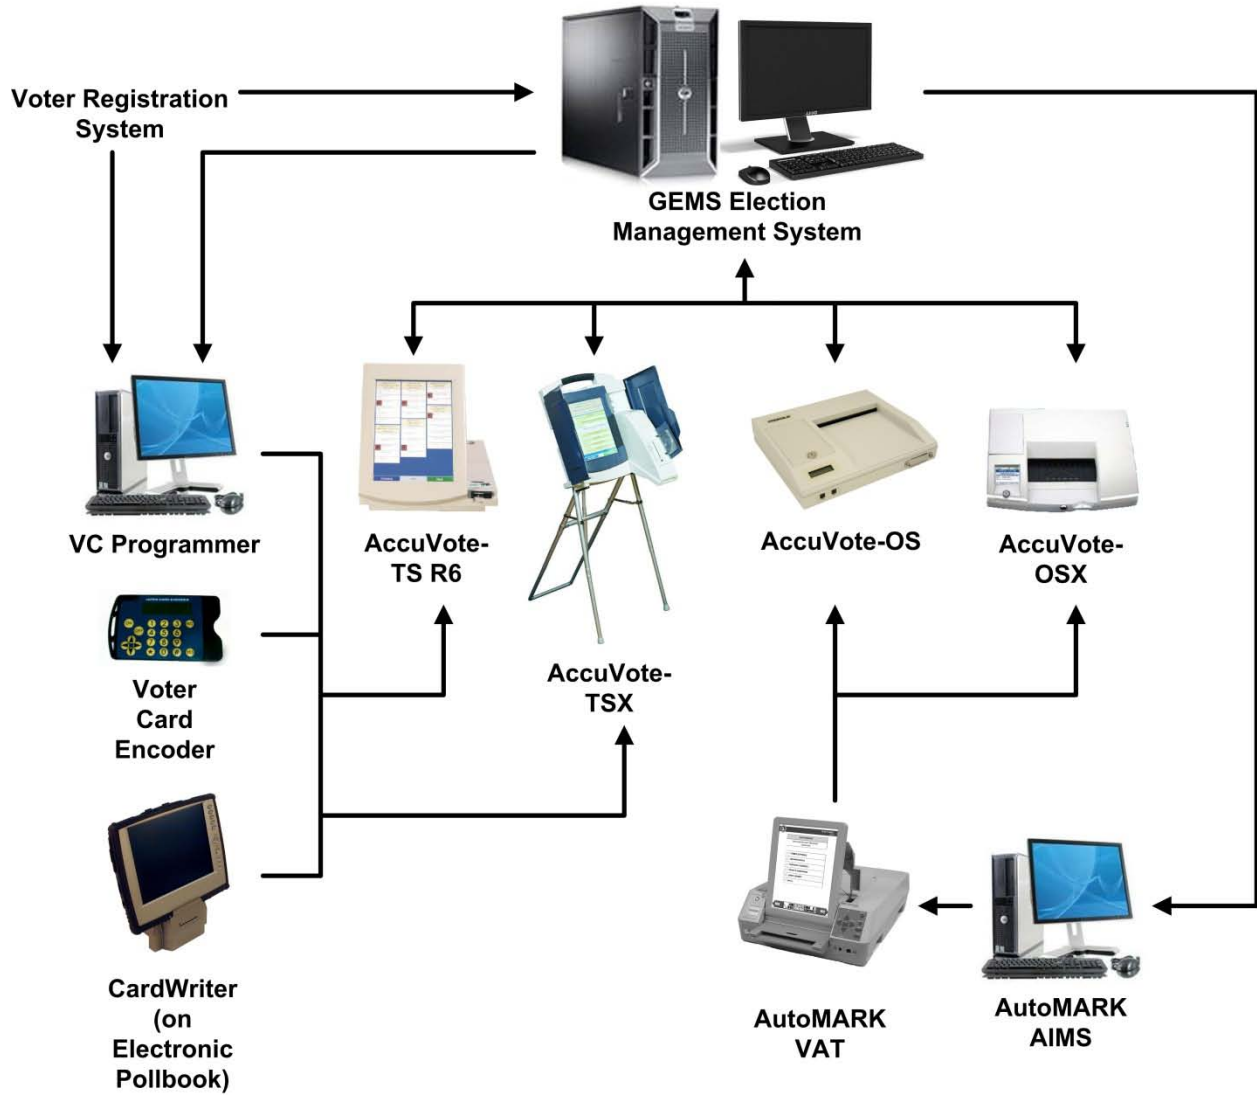 Voter Registration
System
GEMS Election
Management System
VC Programmer
AccuVote-
TS R6
AccuVote-
TSX
AccuVote-OS
AccuVote-
OSX
Voter
Card
Encoder
CardWriter
(on
Electronic
Pollbook)
AutoMARK
VAT
AutoMARK
AIMS